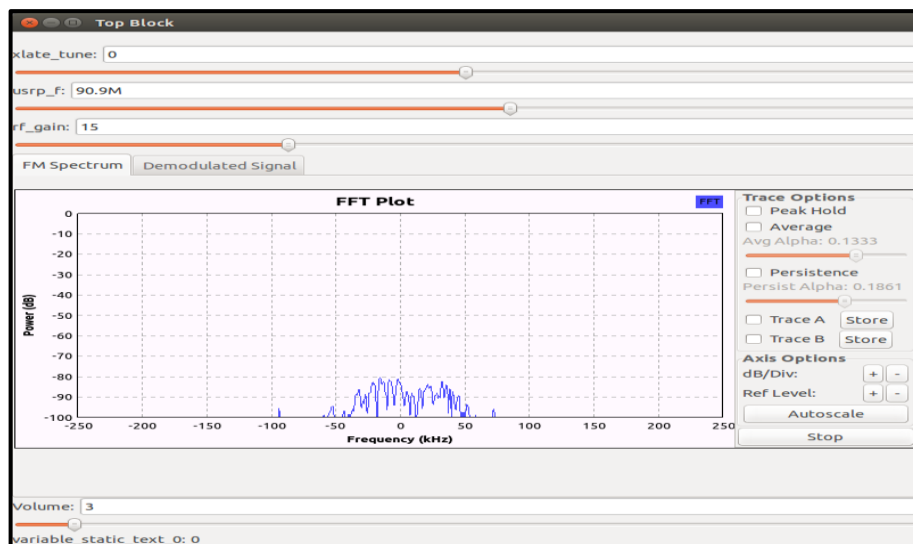 Top Block
xlate_tune: 0
usrp_f: 90.9M
rf_gain: 15
FM Spectrum Demodulated Signal
FFT Plot
FFT
0
-10
-20
-30
-40
-50
-60
-70
-80
-90
-100
Power (dB)
-250 -200 -150 -100 -50 0 50 100 150 200 250
Frequency (kHz)
Trace Options
Peak Hold
Average
Avg Alpha: 0.1333
Persistence
Persist Alpha: 0.1861
Trace A Store
Trace B Store
Axis Options
dB/Div: + -
Ref Level: + -
Autoscale
Stop
Volume: 3
variable_static_text_0: 0